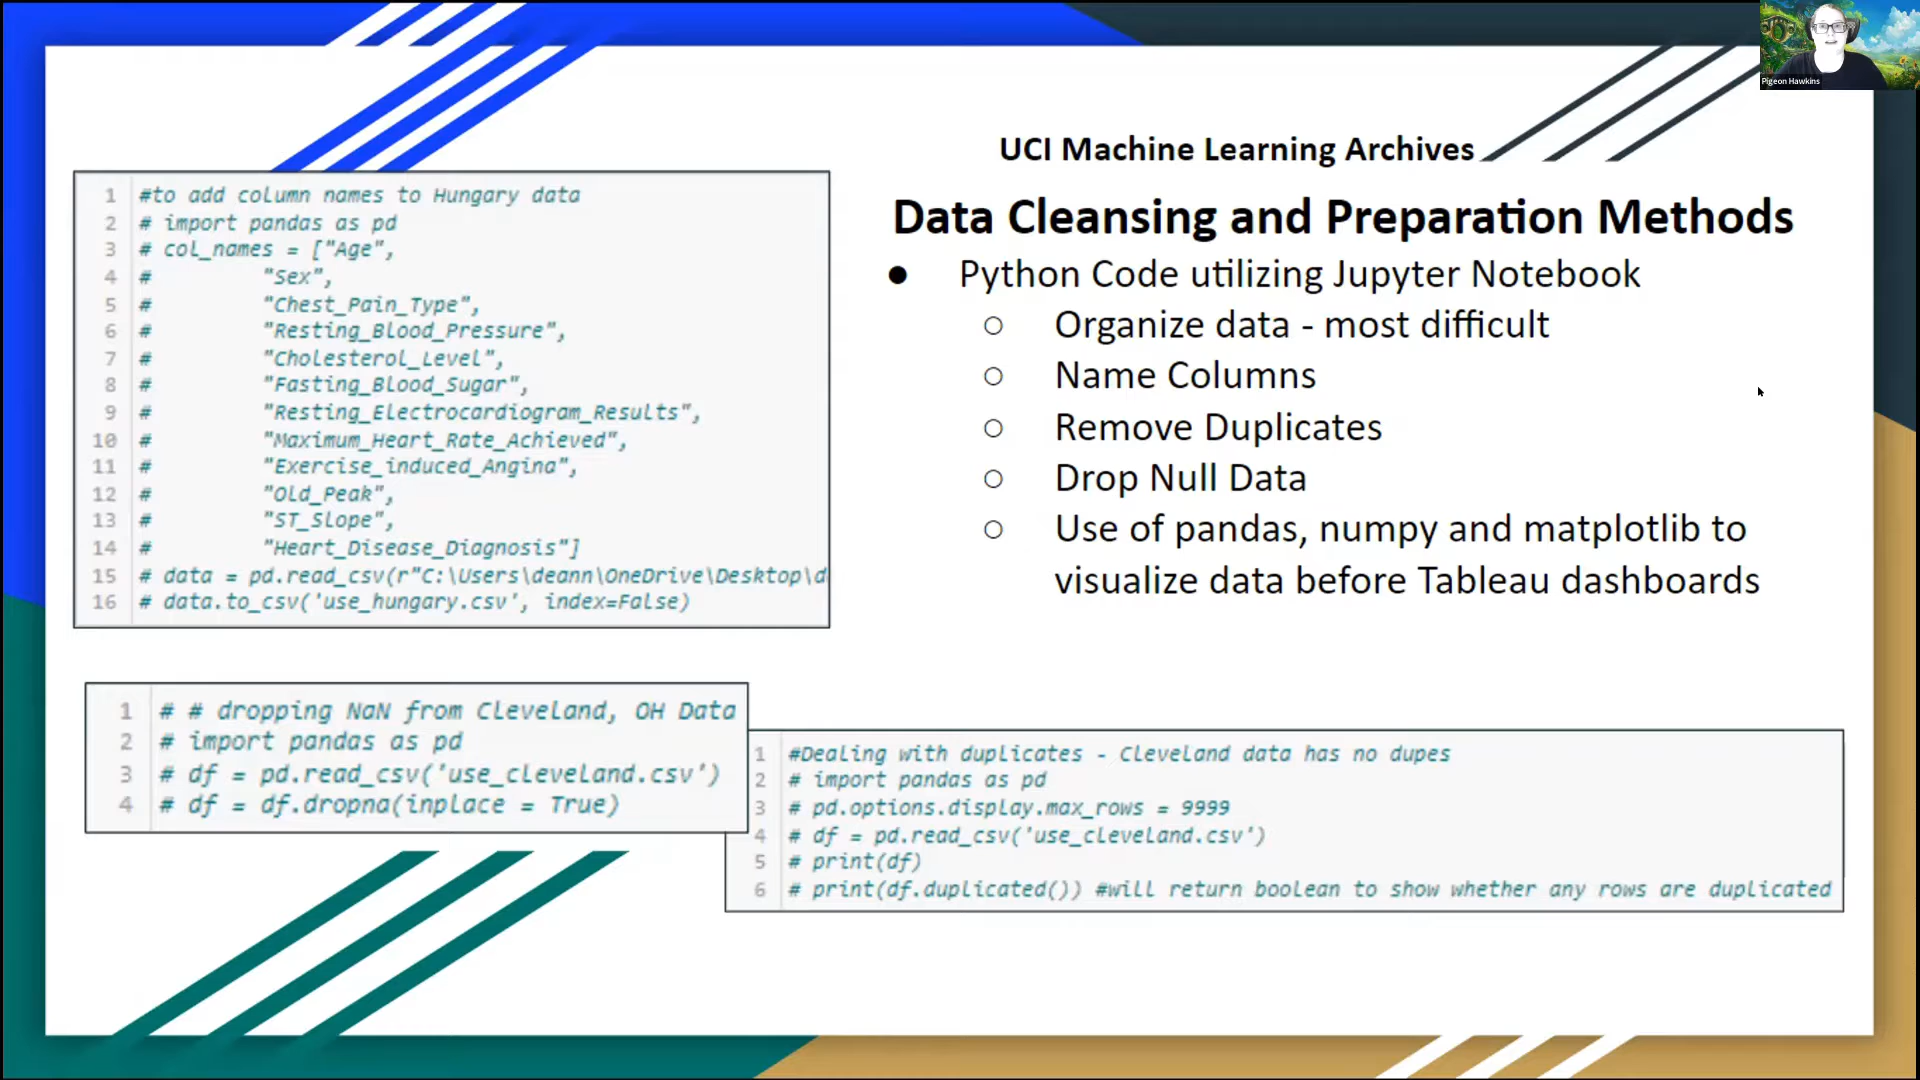 Pigeon Hawkins
UCI Machine Learning Archives
Data Cleansing and Preparation Methods
● Python Code utilizing Jupyter Notebook
○ Organize data - most difficult
○ Name Columns
○ Remove Duplicates
○ Drop Null Data
○ Use of pandas, numpy and matplotlib to
visualize data before Tableau dashboards
1 #to add column names to Hungary data
2 # import pandas as pd
3 # col_names = ["Age",
4 # "Sex",
5 # "Chest_Pain_Type",
6 # "Resting_Blood_Pressure",
7 # "Cholesterol_Level",
8 # "Fasting_Blood_Sugar",
9 # "Resting_Electrocardiogram_Results",
10 # "Maximum_Heart_Rate_Achieved",
11 # "Exercise_induced_Angina",
12 # "Old_Peak",
13 # "ST_Slope",
14 # "Heart_Disease_Diagnosis"]
15 # data = pd.read_csv(r"C:\Users\deann\OneDrive\Desktop\d
16 # data.to_csv('use_hungary.csv', index=False)
1 # # dropping NaN from Cleveland, OH Data
2 # import pandas as pd
3 # df = pd.read_csv('use_cleveland.csv')
4 # df = df.dropna(inplace = True)
1 #Dealing with duplicates - Cleveland data has no dupes
2 # import pandas as pd
3 # pd.options.display.max_rows = 9999
4 # df = pd.read_csv('use_cleveland.csv')
5 # print(df)
6 # print(df.duplicated()) #will return boolean to show whether any rows are duplicated